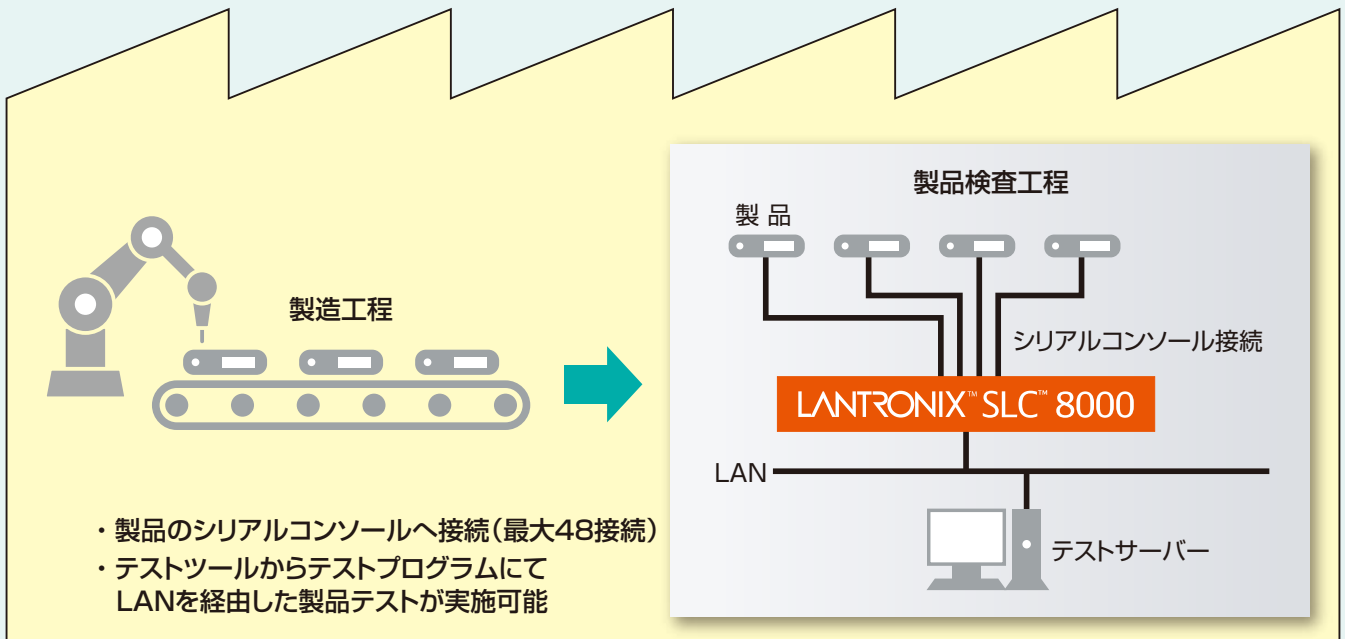 製造工程
・製品のシリアルコンソールへ接続（最大48接続）
・テストツールからテストプログラムにて
LANを経由した製品テストが実施可能
製品検査工程
製 品
シリアルコンソール接続
LANTRONIX™ SLC™ 8000
LAN
テストサーバー